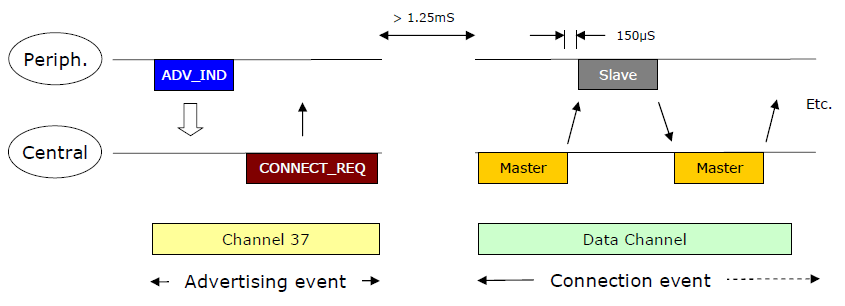 > 1.25mS
150µS
Periph.
ADV_IND
Slave
Etc.
Central
CONNECT_REQ
Master
Master
Channel 37
Data Channel
Advertising event
Connection event